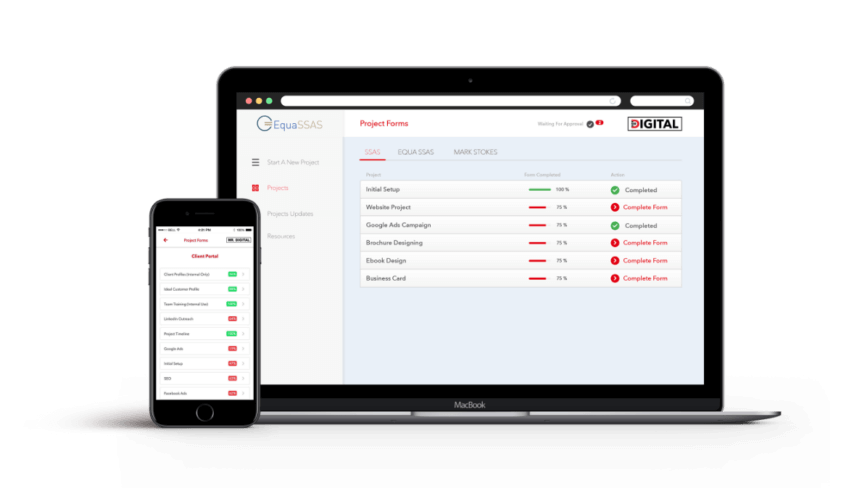 EquaSSAS
Project Forms
Waiting For Approval
DIGITAL
SSAS
EQUA SSAS
MARK STOKES
Start A New Project
Projects
Projects Updates
Resources
Project
Form Completed
Action
Initial Setup 100 % Completed
Website Project 75 % Complete Form
Google Ads Campaign 75 % Completed
Brochure Designing 75 % Complete Form
Ebook Design 75 % Complete Form
Business Card 75 % Complete Form
MacBook
Project Forms
MR. DIGITAL
Client Portal
Client Profiles (Internal Only)
Ideal Customer Profile
Team Training (Internal Use)
LinkedIn Outreach
Project Timeline
Google Ads
Initial Setup
SEO
Facebook Ads